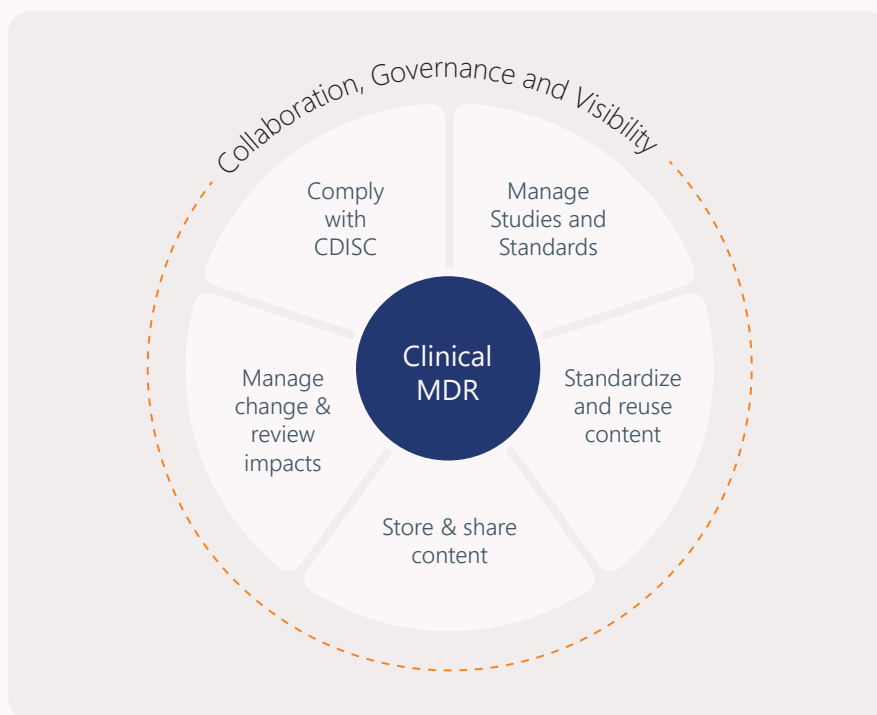 Collaboration, Governance and Visibility
Comply
with
CDISC
Manage
Studies and
Standards
Clinical
MDR
Manage
change &
review
impacts
Standardize
and reuse
content
Store & share
content